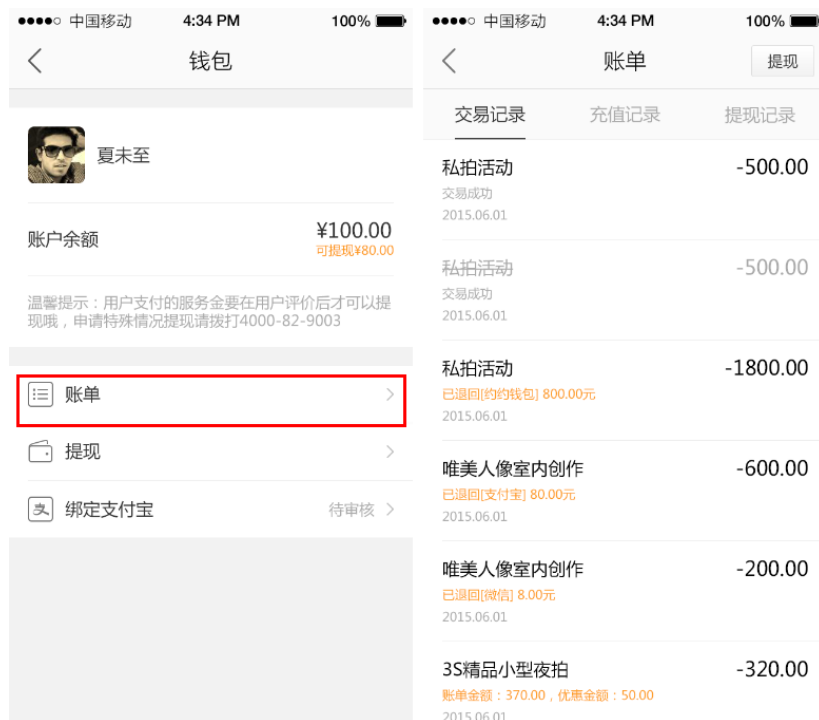 中国移动 4:34 PM 100%
钱包
夏未至
账户余额 ¥100.00
可提现¥80.00
温馨提示：用户支付的服务金要在用户评价后才可以提
现哦，申请特殊情况提现请拨打4000-82-9003
账单
提现
绑定支付宝 待审核
中国移动 4:34 PM 100%
账单 提现
交易记录 充值记录 提现记录
私拍活动 -500.00
交易成功
2015.06.01
私拍活动 -500.00
交易成功
2015.06.01
私拍活动 -1800.00
已退回[约约钱包] 800.00元
2015.06.01
唯美人像室内创作 -600.00
已退回[支付宝] 80.00元
2015.06.01
唯美人像室内创作 -200.00
已退回[微信] 8.00元
2015.06.01
3S精品小型夜拍 -320.00
账单金额：370.00，优惠金额：50.00
2015.06.01